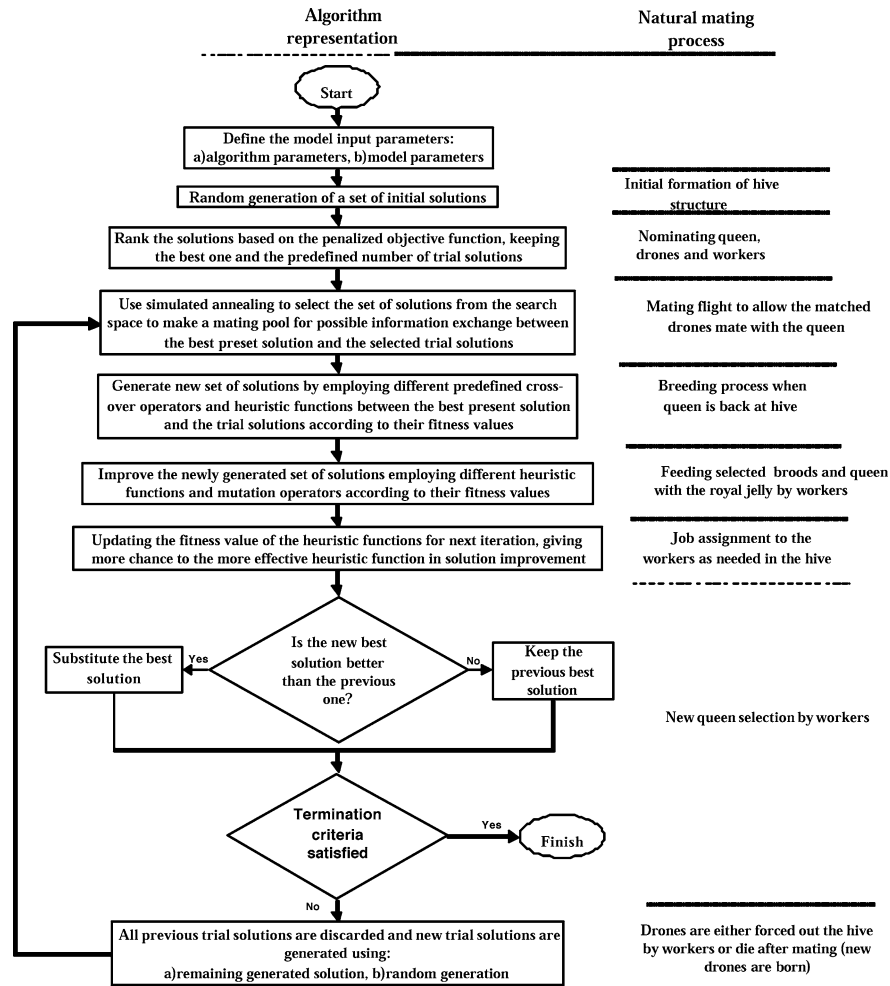 Algorithm
representation
Natural mating
process
Start
Define the model input parameters:
a)algorithm parameters, b)model parameters
Random generation of a set of initial solutions
Initial formation of hive
structure
Rank the solutions based on the penalized objective function, keeping
the best one and the predefined number of trial solutions
Nominating queen,
drones and workers
Use simulated annealing to select the set of solutions from the search
space to make a mating pool for possible information exchange between
the best preset solution and the selected trial solutions
Mating flight to allow the matched
drones mate with the queen
Generate new set of solutions by employing different predefined cross-
over operators and heuristic functions between the best present solution
and the trial solutions according to their fitness values
Breeding process when
queen is back at hive
Improve the newly generated set of solutions employing different heuristic
functions and mutation operators according to their fitness values
Feeding selected broods and queen
with the royal jelly by workers
Updating the fitness value of the heuristic functions for next iteration, giving
more chance to the more effective heuristic function in solution improvement
Job assignment to the
workers as needed in the hive
Is the new best
solution better
than the previous
one?
Yes
No
Substitute the best
solution
Keep the
previous best
solution
New queen selection by workers
Termination
criteria
satisfied
Yes
Finish
No
All previous trial solutions are discarded and new trial solutions are
generated using:
a)remaining generated solution, b)random generation
Drones are either forced out the hive
by workers or die after mating (new
drones are born)